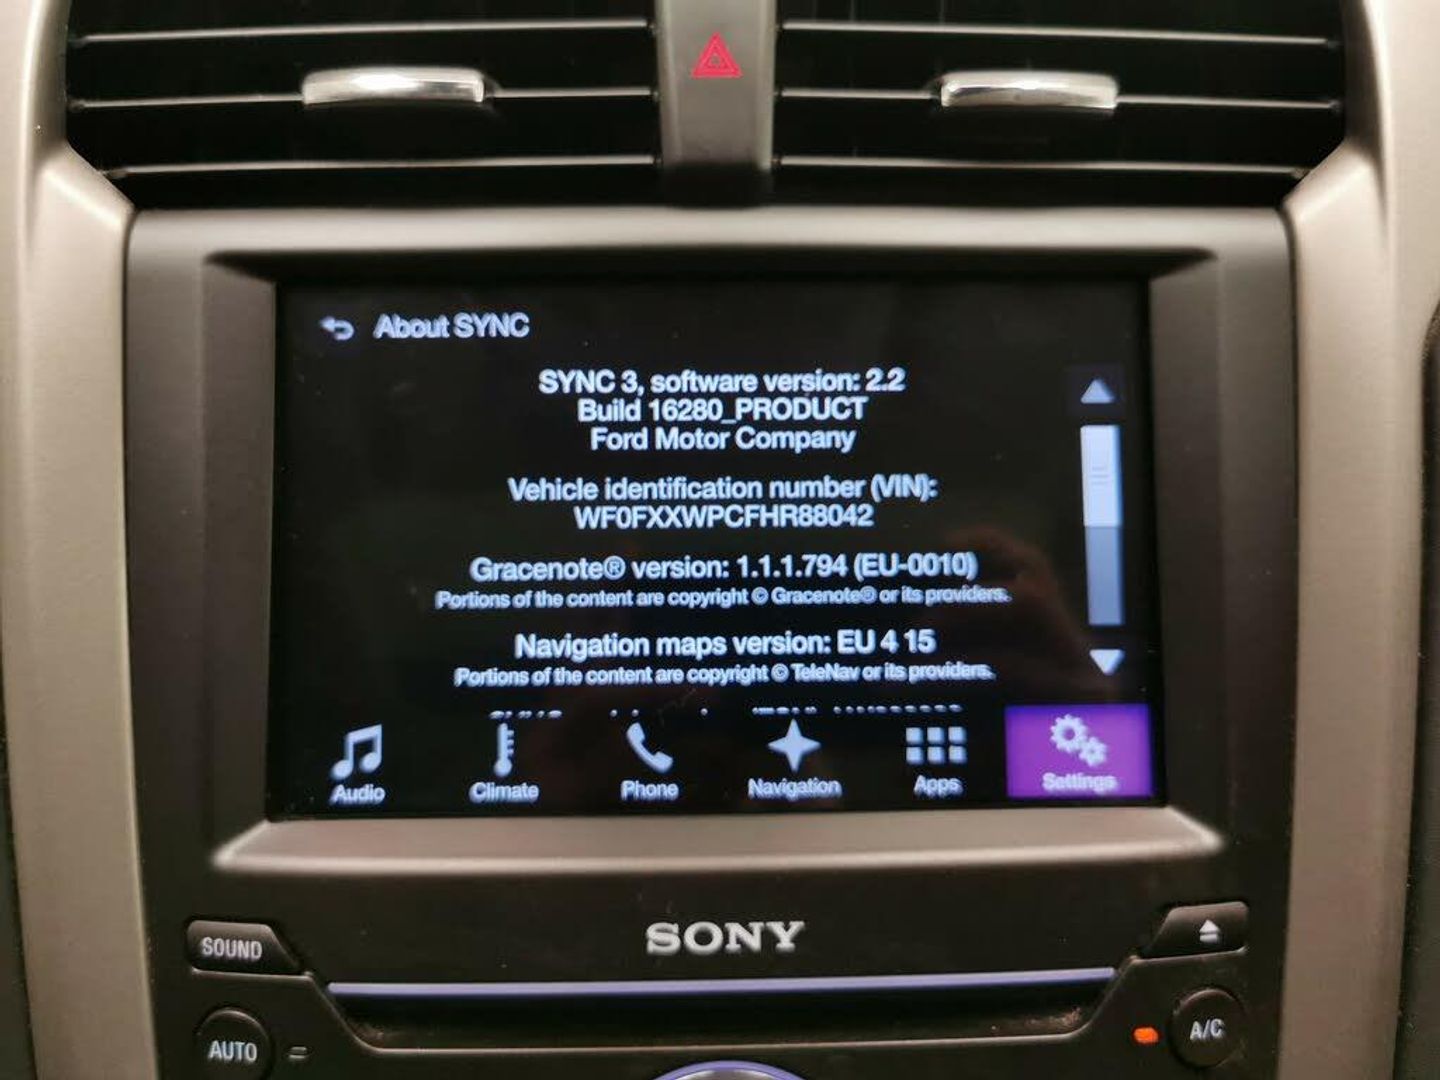 About SYNC
SYNC 3, software version: 2.2
Build 16280_PRODUCT
Ford Motor Company
Vehicle identification number (VIN):
WF0FXXWPCFHR88042
Gracenote® version: 1.1.1.794 (EU-0010)
Portions of the content are copyright © Gracenote® or its providers.
Navigation maps version: EU 4 15
Portions of the content are copyright © TeleNav or its providers.
Audio
Climate
Phone
Navigation
Apps
Settings
SONY
SOUND
AUTO
A/C